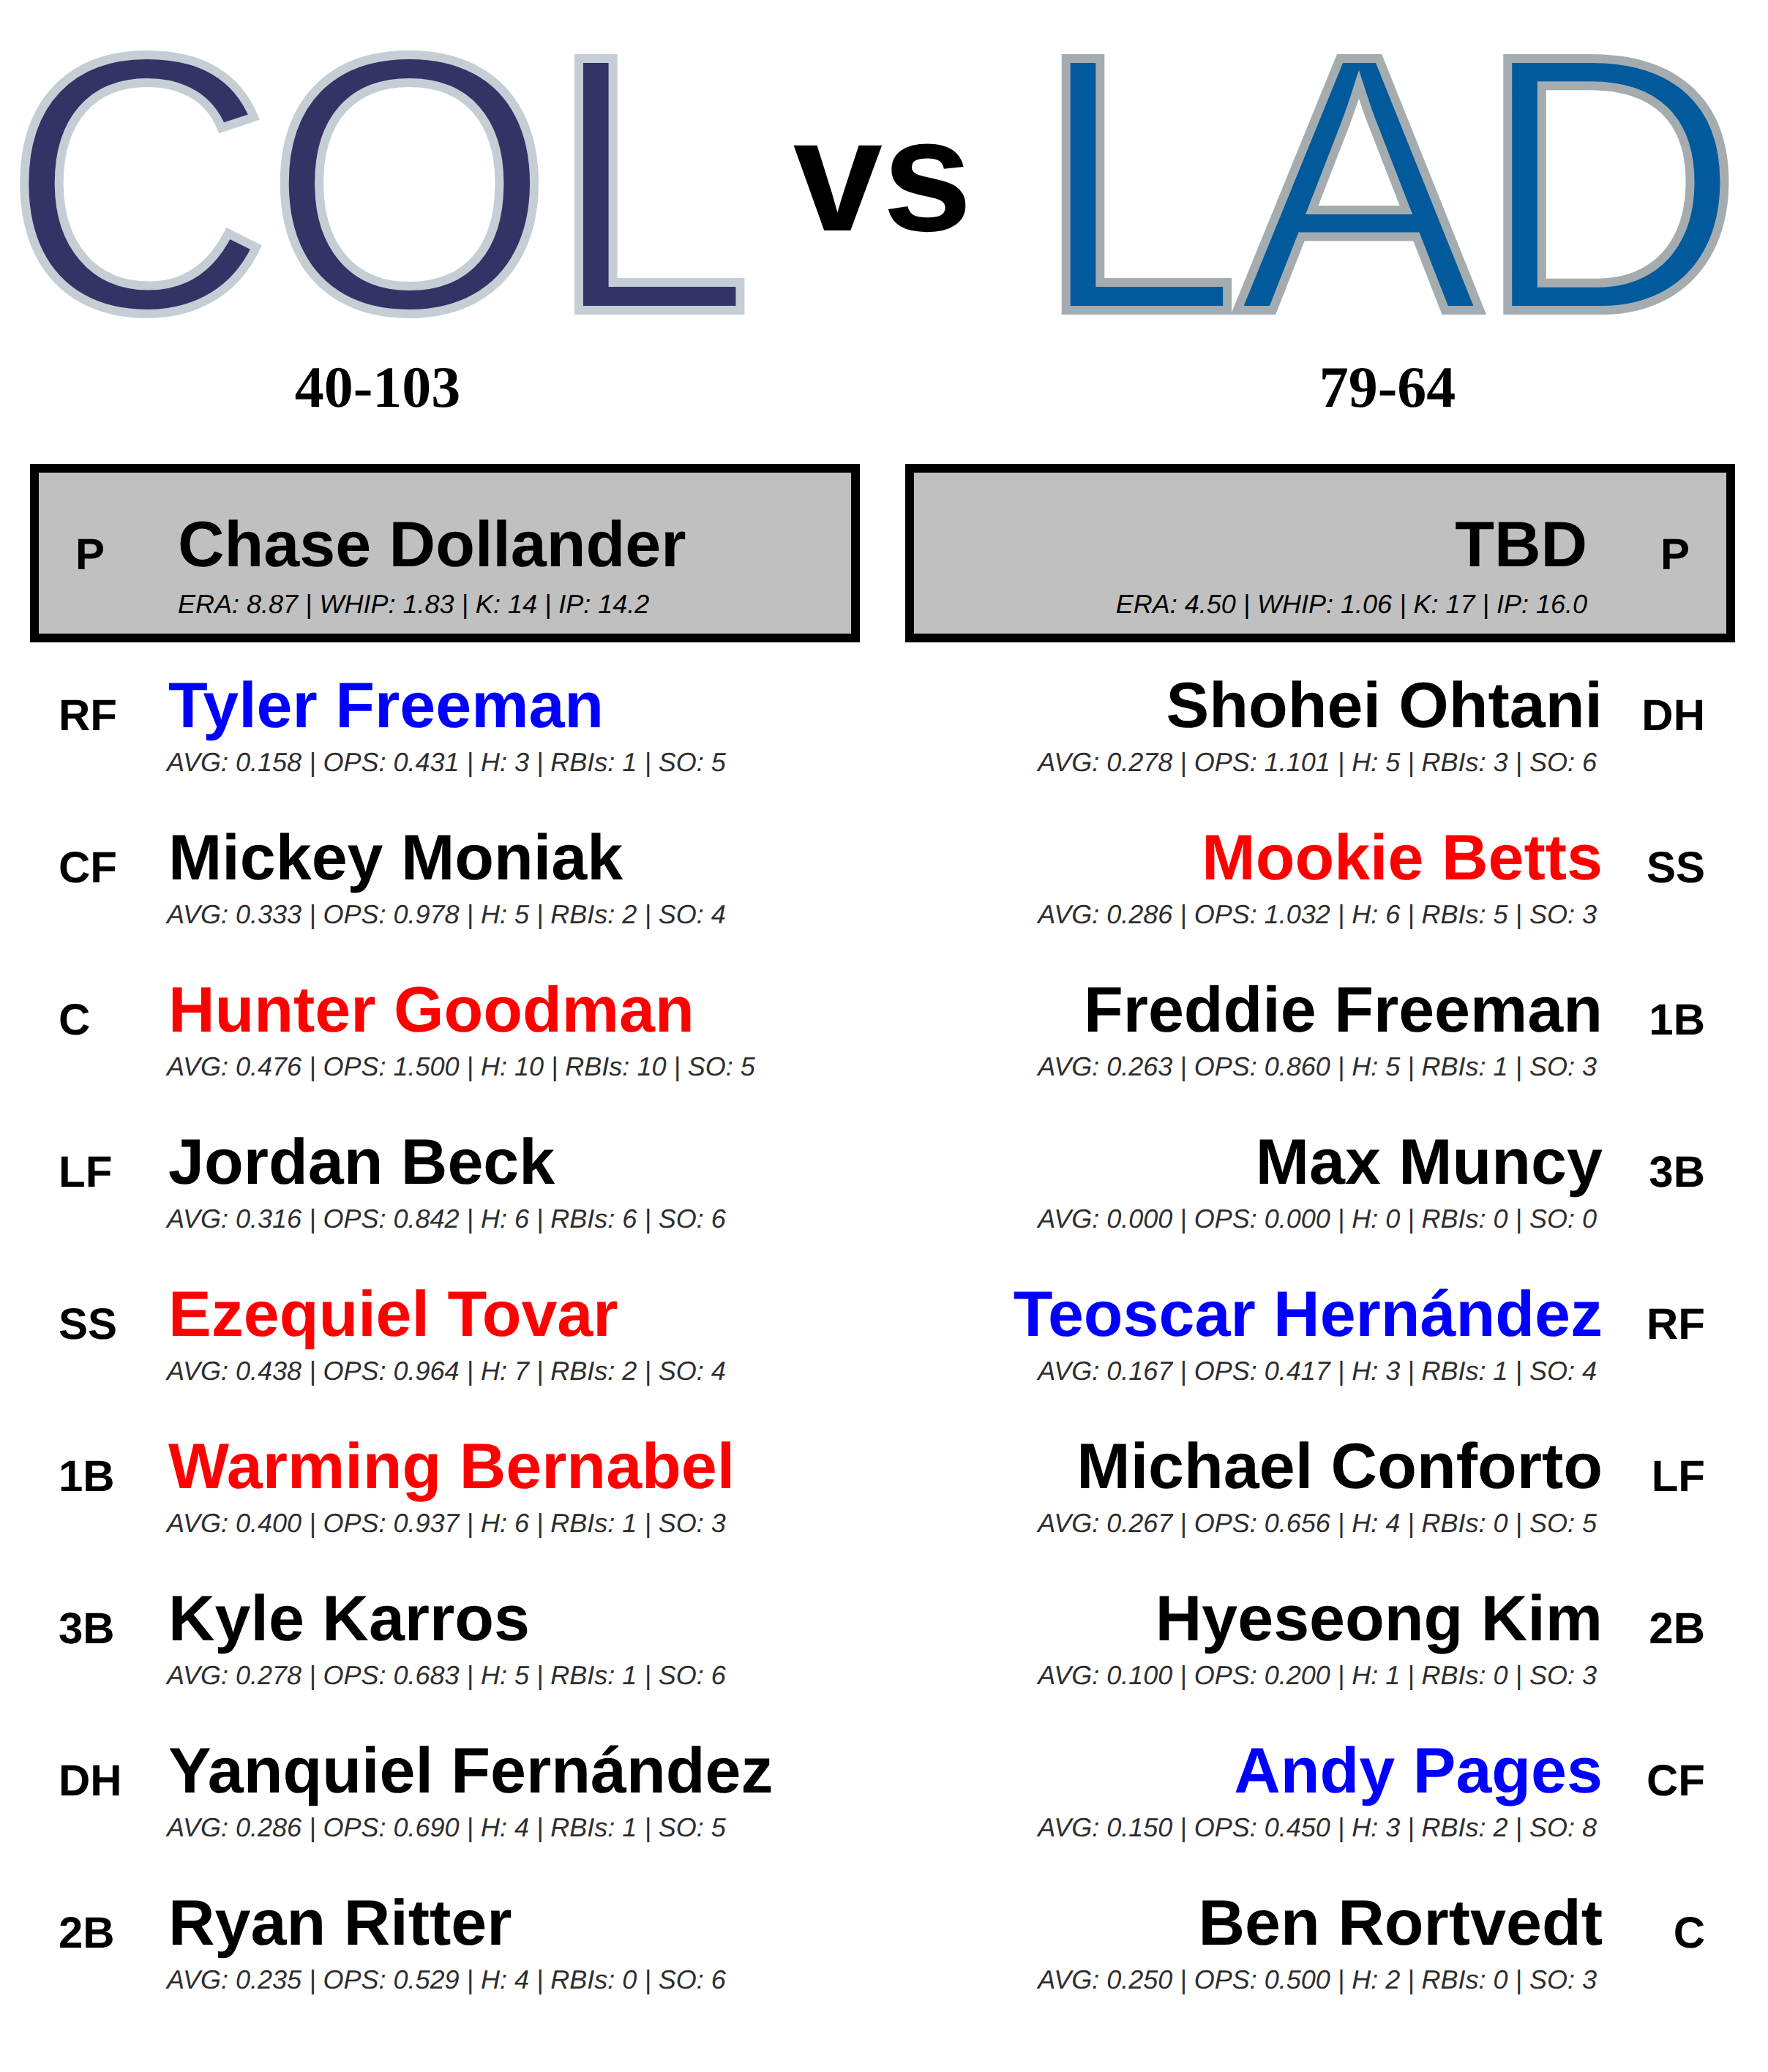 COL vs LAD
40-103
79-64
P Chase Dollander
ERA: 8.87 | WHIP: 1.83 | K: 14 | IP: 14.2
TBD P
ERA: 4.50 | WHIP: 1.06 | K: 17 | IP: 16.0
RF Tyler Freeman
AVG: 0.158 | OPS: 0.431 | H: 3 | RBIs: 1 | SO: 5
CF Mickey Moniak
AVG: 0.333 | OPS: 0.978 | H: 5 | RBIs: 2 | SO: 4
C Hunter Goodman
AVG: 0.476 | OPS: 1.500 | H: 10 | RBIs: 10 | SO: 5
LF Jordan Beck
AVG: 0.316 | OPS: 0.842 | H: 6 | RBIs: 6 | SO: 6
SS Ezequiel Tovar
AVG: 0.438 | OPS: 0.964 | H: 7 | RBIs: 2 | SO: 4
1B Warming Bernabel
AVG: 0.400 | OPS: 0.937 | H: 6 | RBIs: 1 | SO: 3
3B Kyle Karros
AVG: 0.278 | OPS: 0.683 | H: 5 | RBIs: 1 | SO: 6
DH Yanquiel Fernández
AVG: 0.286 | OPS: 0.690 | H: 4 | RBIs: 1 | SO: 5
2B Ryan Ritter
AVG: 0.235 | OPS: 0.529 | H: 4 | RBIs: 0 | SO: 6
Shohei Ohtani DH
AVG: 0.278 | OPS: 1.101 | H: 5 | RBIs: 3 | SO: 6
Mookie Betts SS
AVG: 0.286 | OPS: 1.032 | H: 6 | RBIs: 5 | SO: 3
Freddie Freeman 1B
AVG: 0.263 | OPS: 0.860 | H: 5 | RBIs: 1 | SO: 3
Max Muncy 3B
AVG: 0.000 | OPS: 0.000 | H: 0 | RBIs: 0 | SO: 0
Teoscar Hernández RF
AVG: 0.167 | OPS: 0.417 | H: 3 | RBIs: 1 | SO: 4
Michael Conforto LF
AVG: 0.267 | OPS: 0.656 | H: 4 | RBIs: 0 | SO: 5
Hyeseong Kim 2B
AVG: 0.100 | OPS: 0.200 | H: 1 | RBIs: 0 | SO: 3
Andy Pages CF
AVG: 0.150 | OPS: 0.450 | H: 3 | RBIs: 2 | SO: 8
Ben Rortvedt C
AVG: 0.250 | OPS: 0.500 | H: 2 | RBIs: 0 | SO: 3